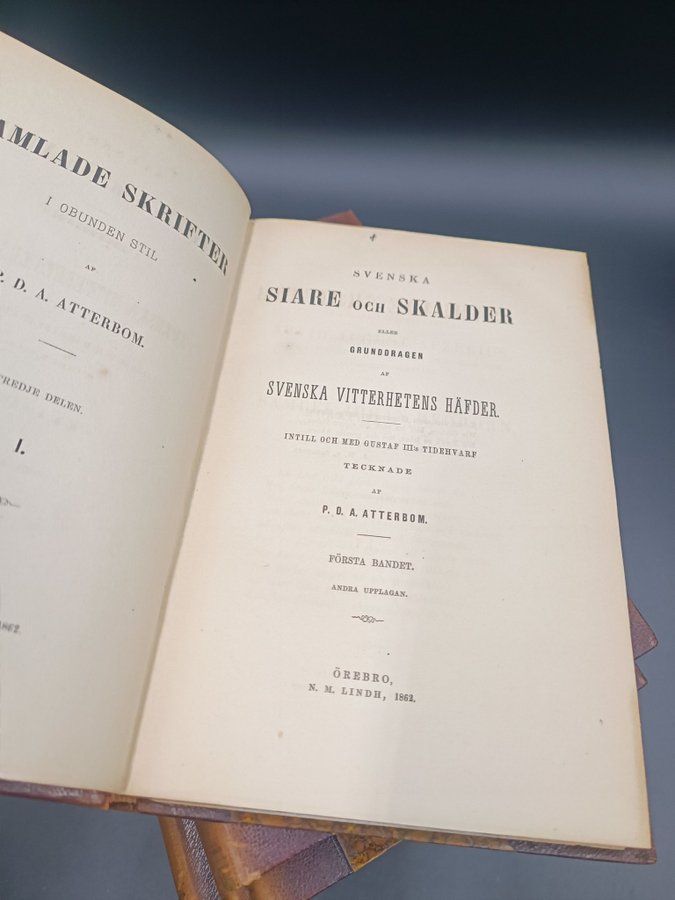 AMLADE SKRIFTER
I OBUNDEN STIL
AF
P. D. A. ATTERBOM.
TREDJE DELEN.
I.
1862.
SVENSKA
SIARE OCH SKALDER
ELLER
GRUNDDRAGEN
AF
SVENSKA VITTERHETENS HÄFDER.
INTILL OCH MED GUSTAF III:s TIDEHVARF
TECKNADE
AF
P. D. A. ATTERBOM.
FÖRSTA BANDET.
ANDRA UPPLAGAN.
ÖREBRO,
N. M. LINDH, 1862.